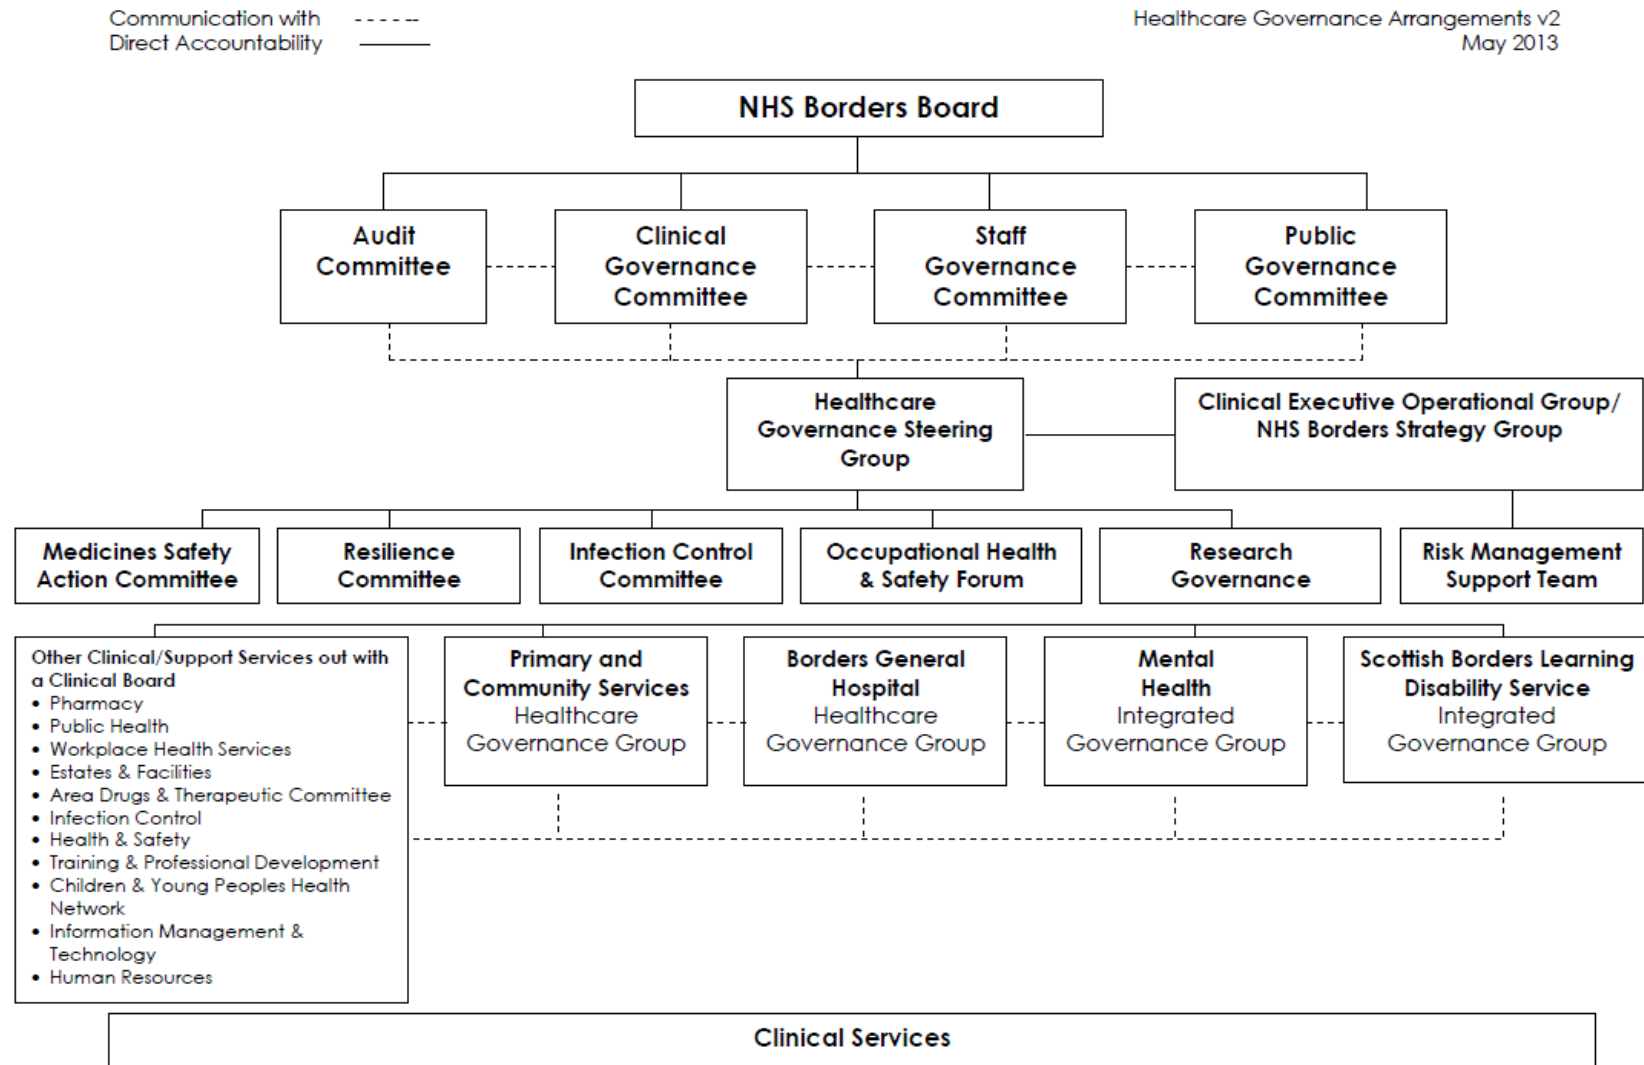 Communication with
Direct Accountability
Healthcare Governance Arrangements v2
May 2013
NHS Borders Board
Audit
Committee
Clinical
Governance
Committee
Staff
Governance
Committee
Public
Governance
Committee
Healthcare
Governance Steering
Group
Clinical Executive Operational Group/
NHS Borders Strategy Group
Medicines Safety
Action Committee
Resilience
Committee
Infection Control
Committee
Occupational Health
& Safety Forum
Research
Governance
Risk Management
Support Team
Other Clinical/Support Services out with
a Clinical Board
• Pharmacy
• Public Health
• Workplace Health Services
• Estates & Facilities
• Area Drugs & Therapeutic Committee
• Infection Control
• Health & Safety
• Training & Professional Development
• Children & Young Peoples Health
Network
• Information Management &
Technology
• Human Resources
Primary and
Community Services
Healthcare
Governance Group
Borders General
Hospital
Healthcare
Governance Group
Mental
Health
Integrated
Governance Group
Scottish Borders Learning
Disability Service
Integrated
Governance Group
Clinical Services